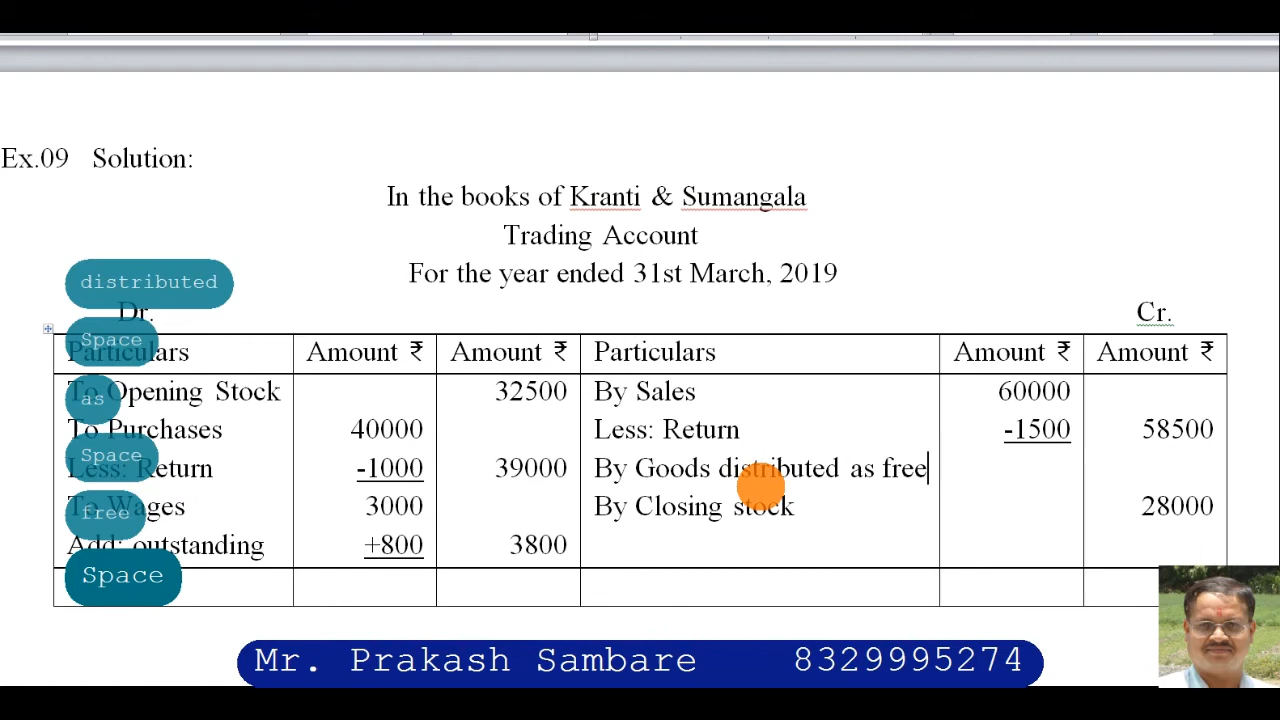 Ex.09 Solution:
In the books of Kranti & Sumangala
Trading Account
For the year ended 31st March, 2019
distributed
Dr. Cr.
Space
Particulars Amount ₹ Amount ₹ Particulars Amount ₹ Amount ₹
To Opening Stock 32500 By Sales 60000
as
To Purchases 40000 Less: Return -1500 58500
Space
Less: Return -1000 39000 By Goods distributed as free
To Wages 3000 By Closing stock 28000
free
Add: outstanding +800 3800
Space
Mr. Prakash Sambare 8329995274